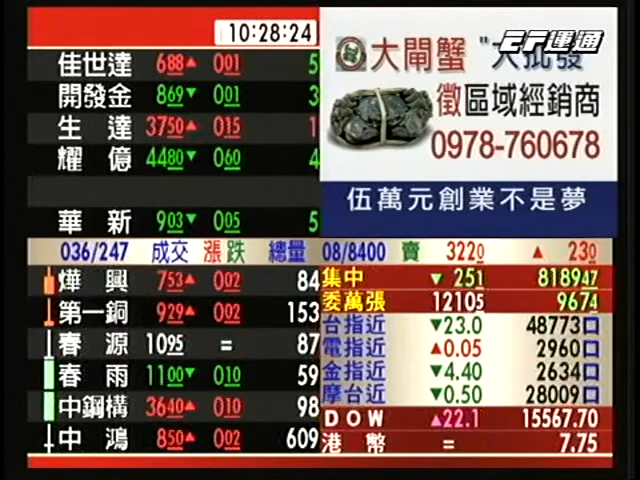 10:28:24
佳世達 688▲ 001 5
開發金 869▼ 001 3
生達 3750▲ 015 1
耀億 4480▼ 060 4
華新 903▼ 005 5
036/247 成交 漲跌 總量
燁興 753▲ 002 84
第一銅 929▲ 002 153
春源 1095 = 87
春雨 1100▼ 010 59
中鋼構 3640▲ 010 98
中鴻 850▲ 002 609
ET運通
大閘蟹 "大批發
徵區域經銷商
0978-760678
伍萬元創業不是夢
08/8400 賣 3220 ▲ 230
集中 ▼ 251 818947
委萬張 12105 9674
台指近 ▼23.0 48773口
電指近 ▲0.05 2960口
金指近 ▼4.40 2634口
摩台近 ▼0.50 28009口
DOW ▲22.1 15567.70
港幣 = 7.75